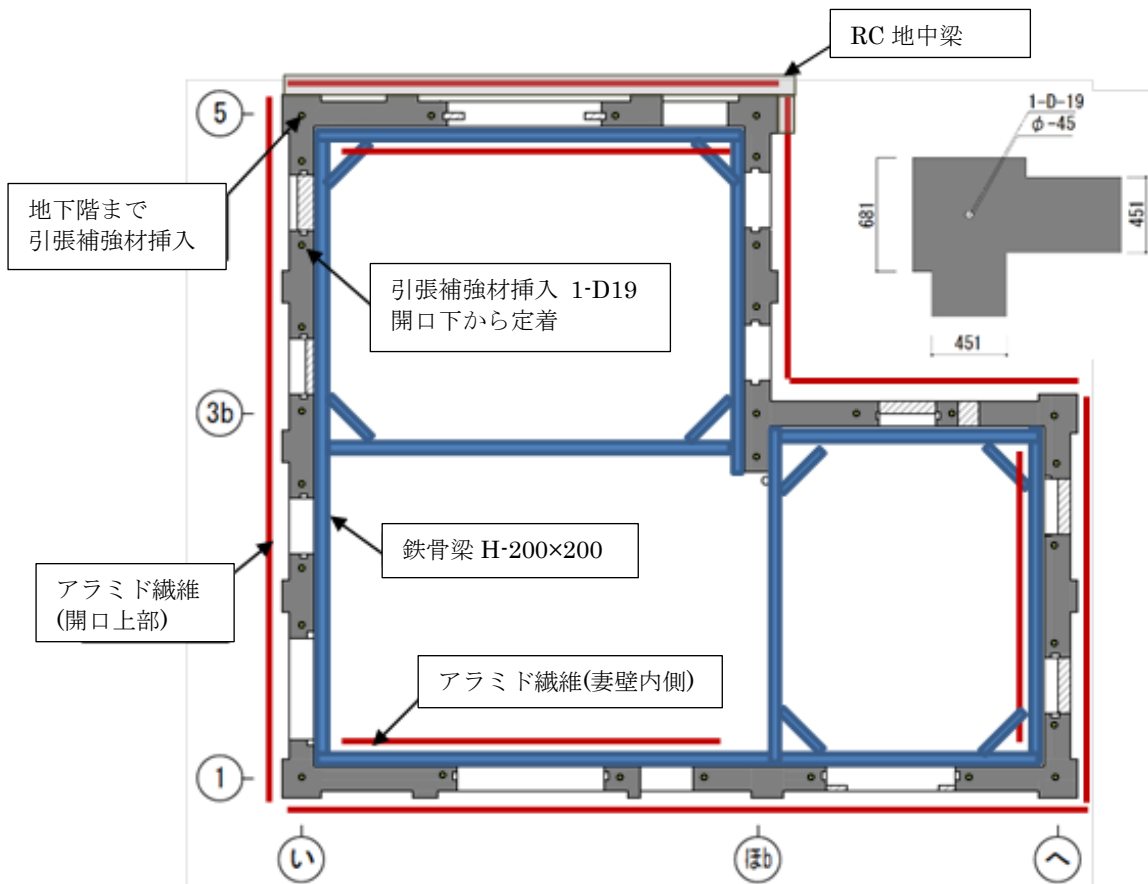 RC 地中梁
1-D-19
φ-45
681
451
451
5
地下階まで
引張補強材挿入
引張補強材挿入 1-D19
開口下から定着
3b
鉄骨梁 H-200×200
アラミド繊維
(開口上部)
アラミド繊維(妻壁内側)
1
い
ほb
へ